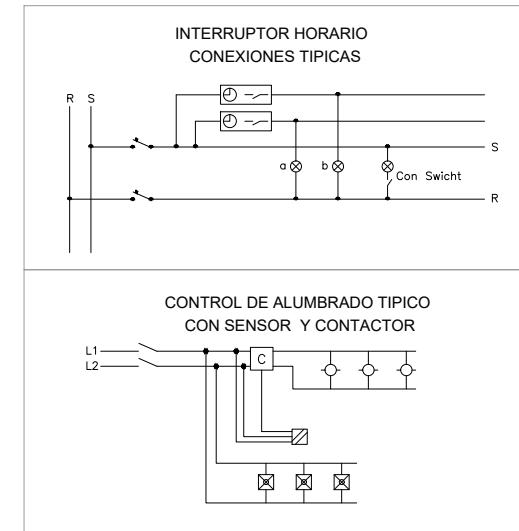 INTERRUPTOR HORARIO
CONEXIONES TIPICAS
R S
S
a b
Con Swicht
R
CONTROL DE ALUMBRADO TIPICO
CON SENSOR Y CONTACTOR
L1
C
L2